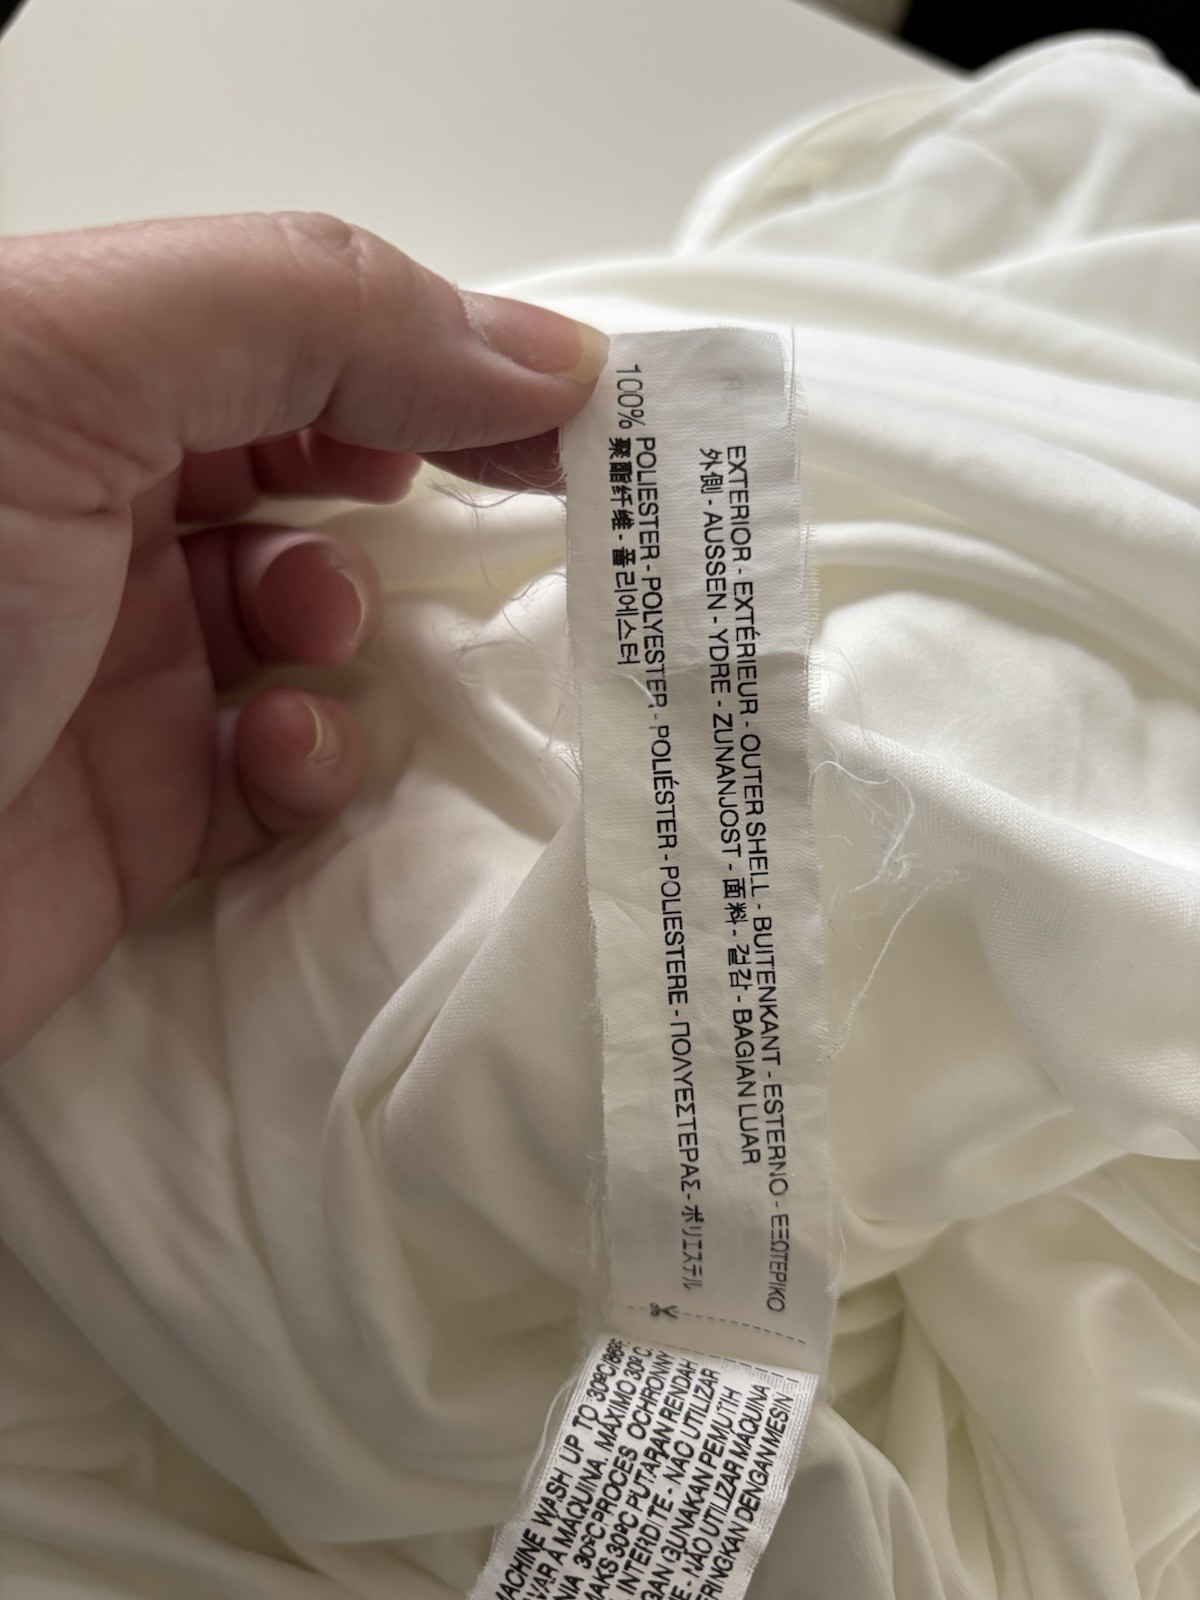 EXTERIOR - EXTÉRIEUR - OUTER SHELL - BUITENKANT - ESTERNO - ΕΞΩΤΕΡΙΚΟ
外側 - AUSSEN - YDRE - ZUNANJOST - 面料 - 겉감 - BAGIAN LUAR
100% POLIESTER - POLYESTER - POLIÉSTER - POLIESTERE - ΠΟΛΥΕΣΤΕΡΑΣ - ポリエステル
聚酯纤维 - 폴리에스터
MACHINE WASH UP TO 30ºC/86ºF
LAVAR A MÁQUINA, MÁXIMO 30º C.
30ºC PROCES OCHRONNY
MAKS 30ºC PUTARAN RENDAH
INTERDITE - NÃO UTILIZAR
GUNAKAN PEMUTIH
- NÃO UTILIZAR MÁQUINA
DENGAN MESIN